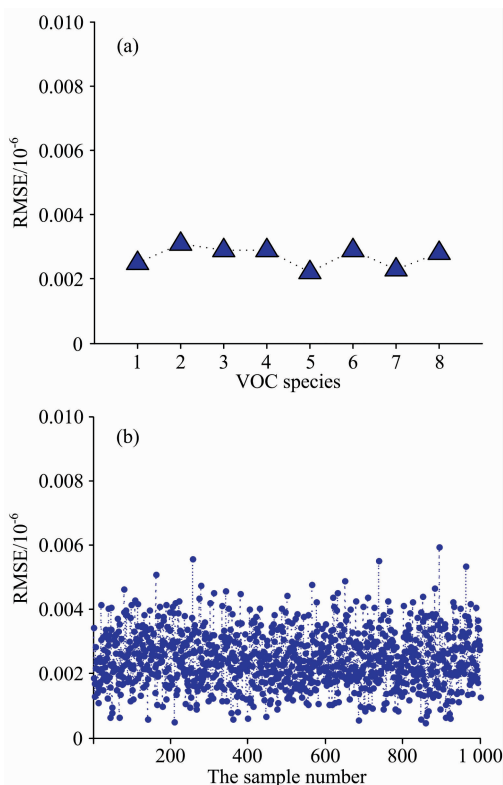 (a)
0.010
0.008
0.006
0.004
0.002
0
RMSE/10⁻⁶
1 2 3 4 5 6 7 8
VOC species
(b)
0.010
0.008
0.006
0.004
0.002
0
RMSE/10⁻⁶
200 400 600 800 1 000
The sample number